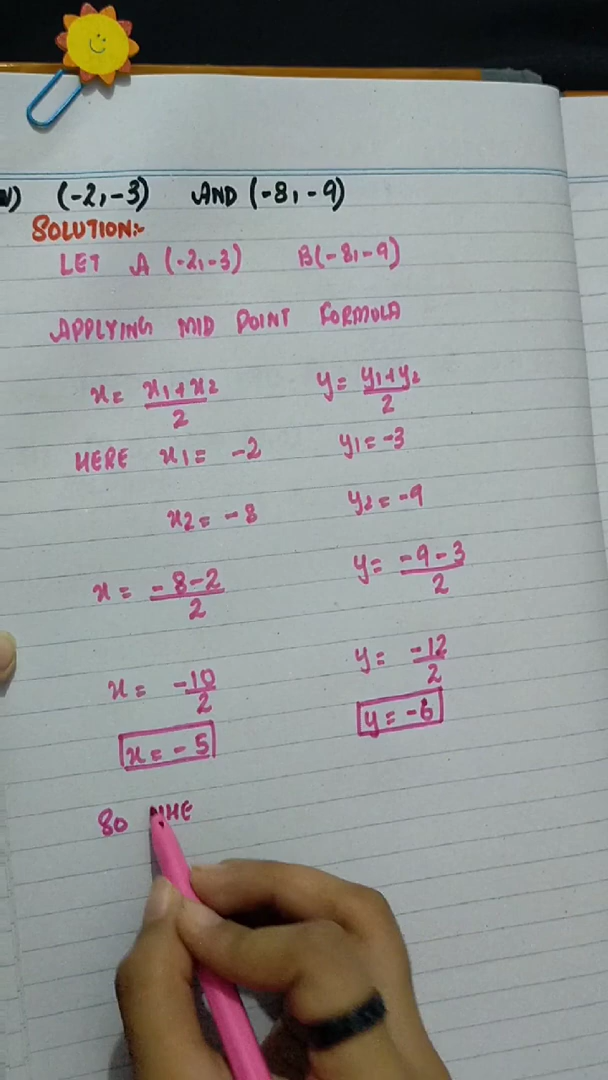 (-2,-3) AND (-8,-9)
SOLUTION:-
LET A (-2,-3) B(-8,-9)
APPLYING MID POINT FORMULA
x = x₁+x₂/2 y = y₁+y₂/2
HERE x₁ = -2 y₁ = -3
x₂ = -8 y₂ = -9
x = -8-2/2 y = -9-3/2
x = -10/2 y = -12/2
x = -5 y = -6
SO